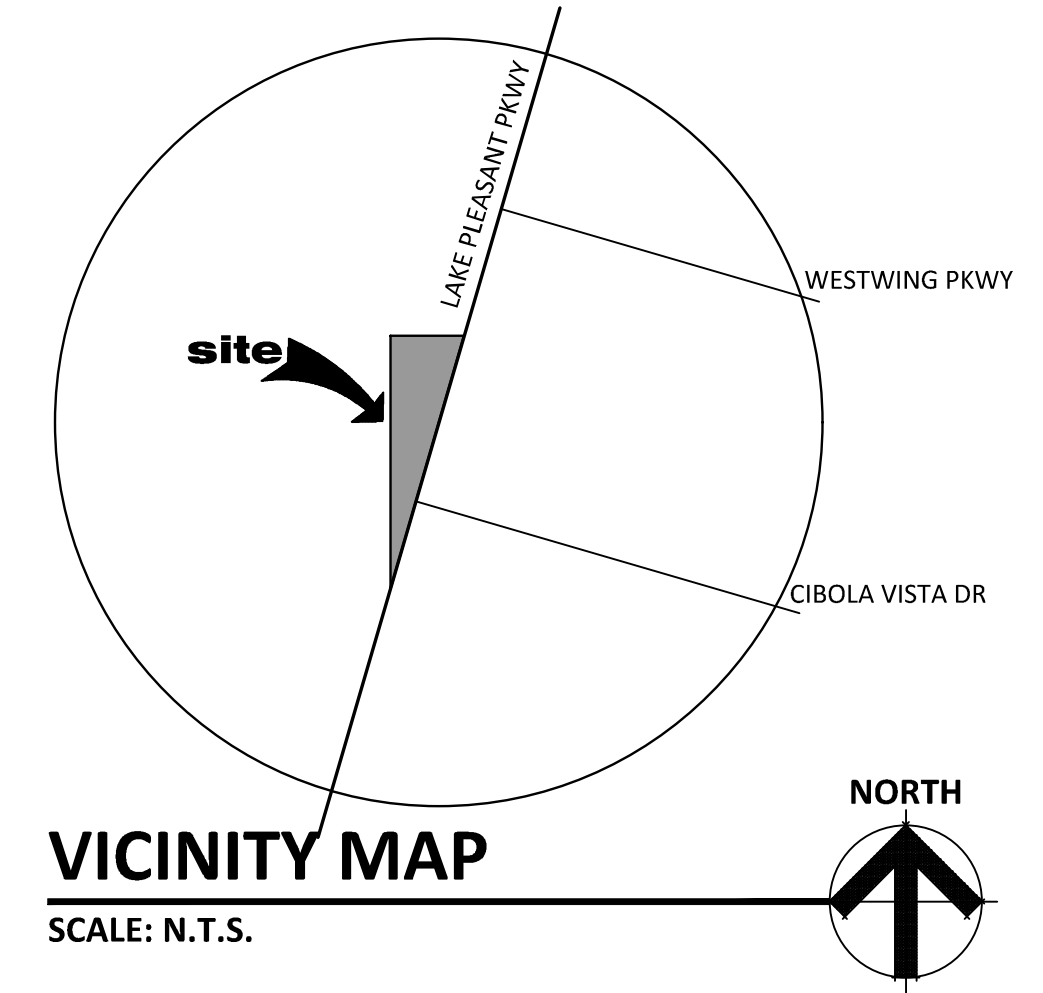 LAKE PLEASANT PKWY
WESTWING PKWY
site
CIBOLA VISTA DR
NORTH
VICINITY MAP
SCALE: N.T.S.